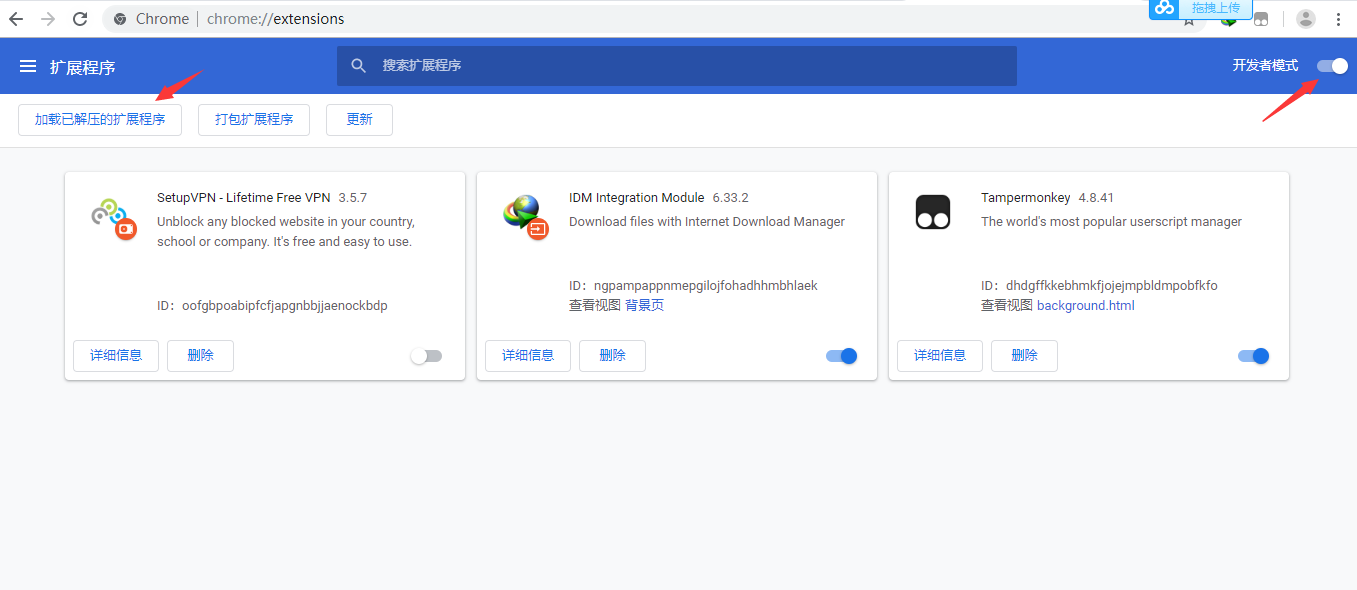 Chrome | chrome://extensions
拖拽上传
扩展程序
搜索扩展程序
开发者模式
加载已解压的扩展程序
打包扩展程序
更新
SetupVPN - Lifetime Free VPN 3.5.7
Unblock any blocked website in your country,
school or company. It's free and easy to use.
ID：oofgbpoabipfcfjapgnbbjjaenockbdp
详细信息
删除
IDM Integration Module 6.33.2
Download files with Internet Download Manager
ID：ngpampappnmepgilojfohadhhmbhlaek
查看视图 背景页
详细信息
删除
Tampermonkey 4.8.41
The world's most popular userscript manager
ID：dhdgffkkebhmkfjojejmpbldmpobfkfo
查看视图 background.html
详细信息
删除